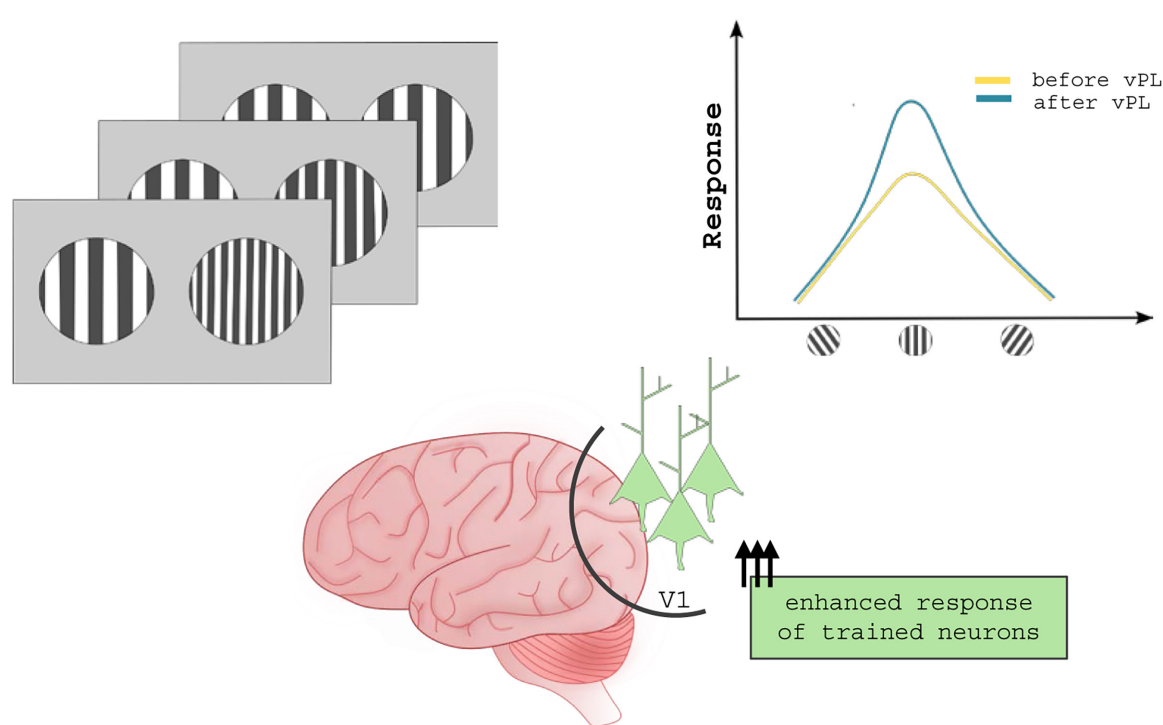 before vPL
after vPL
Response
V1
enhanced response
of trained neurons